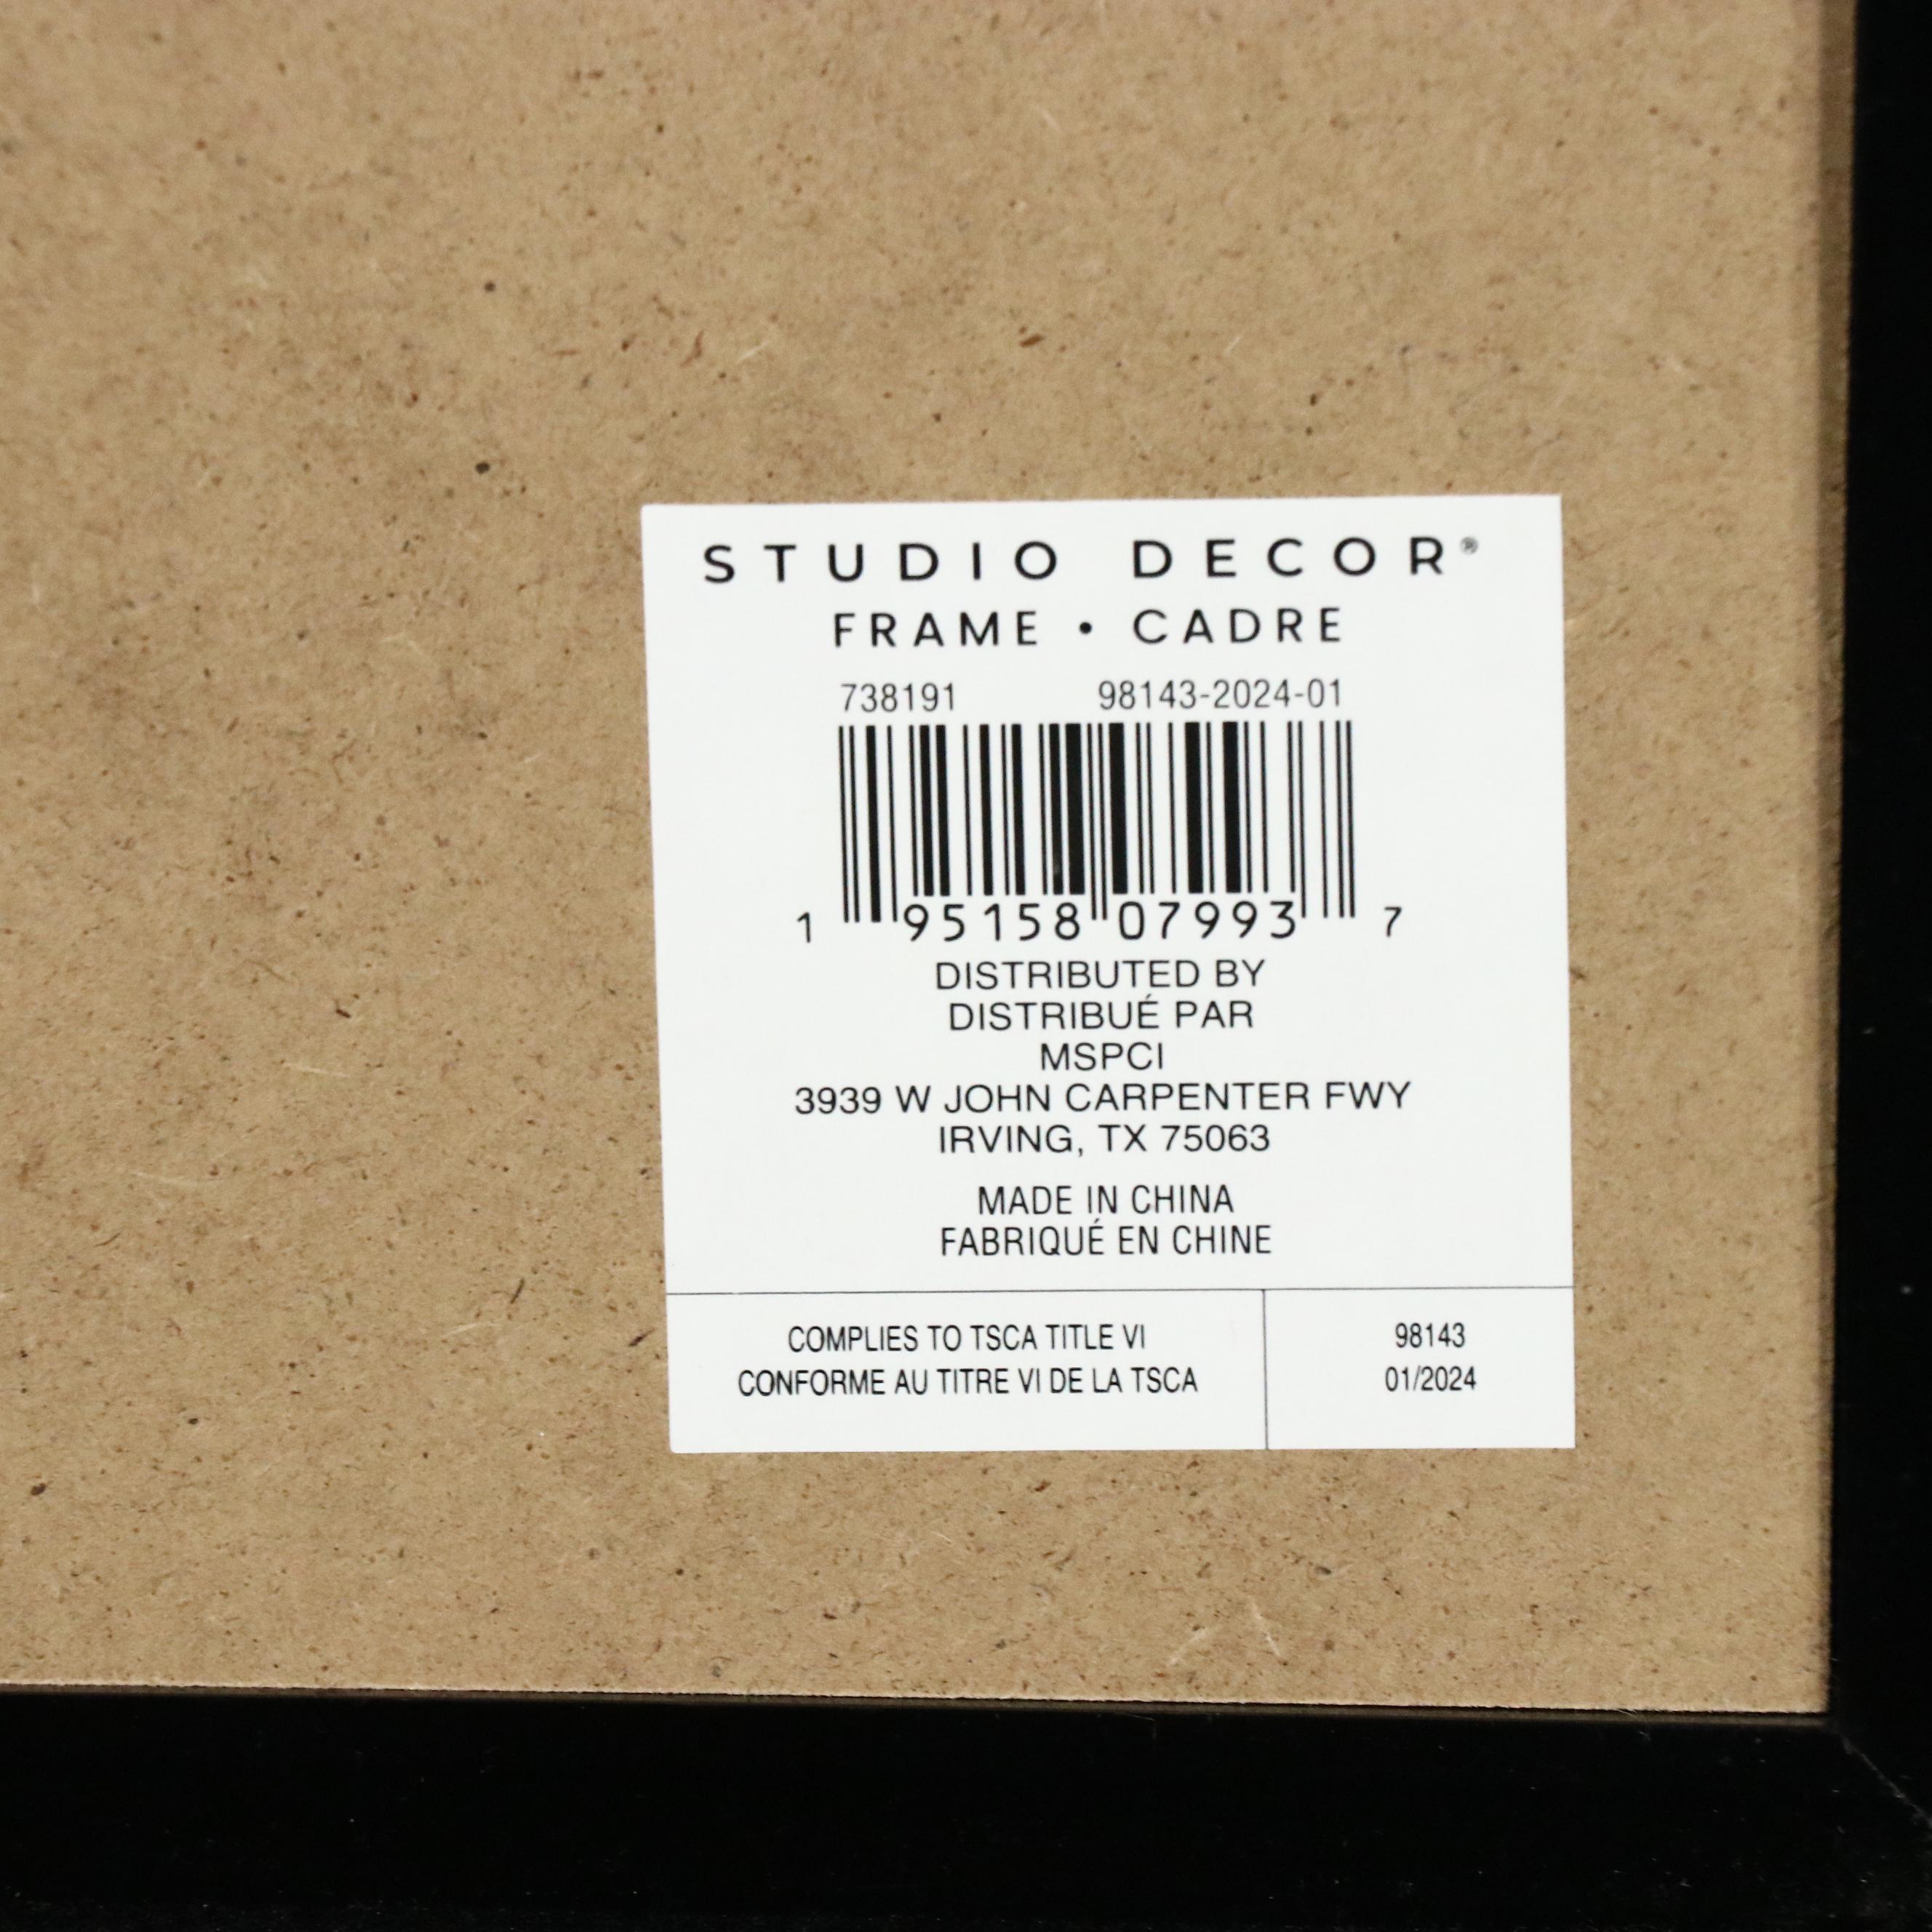 STUDIO DECOR®
FRAME • CADRE
738191 98143-2024-01
1 95158 07993 7
DISTRIBUTED BY
DISTRIBUÉ PAR
MSPCI
3939 W JOHN CARPENTER FWY
IRVING, TX 75063
MADE IN CHINA
FABRIQUÉ EN CHINE
COMPLIES TO TSCA TITLE VI
CONFORME AU TITRE VI DE LA TSCA
98143
01/2024